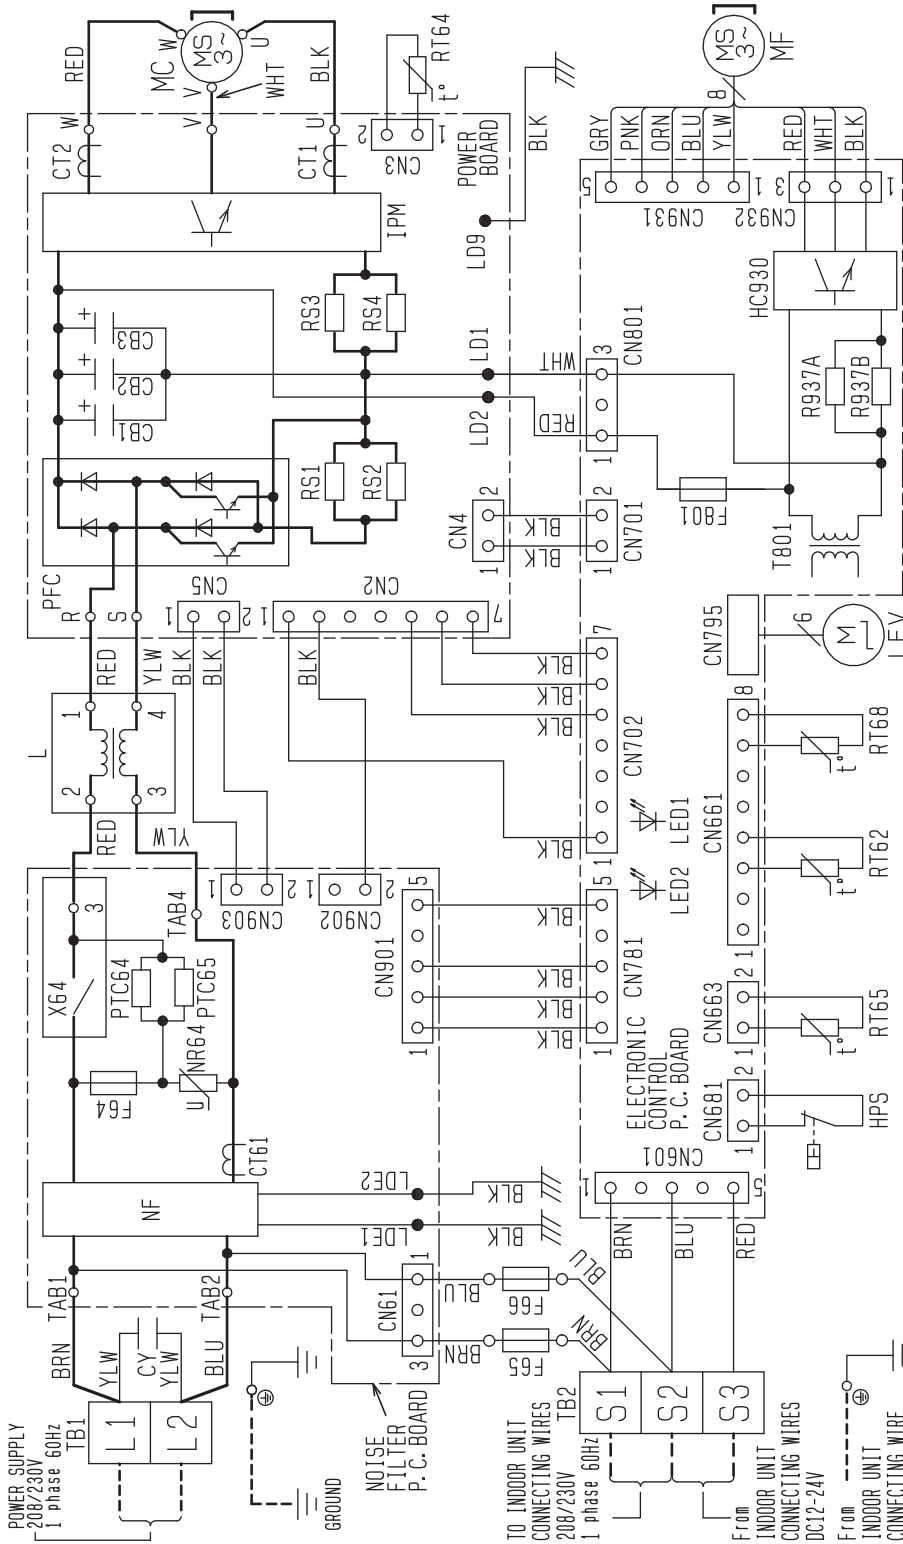 MC
W
MS
3~
U
V
WHT
RED
BLK
W
V
U
CT2
CT1
IPM
2
1
CN3
RT64
t°
POWER
BOARD
BLK
LD9
MS
3~
MF
8
GRY
PNK
ORN
BLU
YLW
RED
WHT
BLK
5
CN931
1
3
CN932
1
HC930
R937A
R937B
+
CB3
+
CB2
+
CB1
RS3
RS4
LD1
LD2
WHT
RED
3
CN801
1
F801
T801
RS1
RS2
CN4
2
1
BLK
BLK
2
CN701
1
PFC
R
S
1
CN5
2
1
CN2
7
RED
YLW
BLK
BLK
BLK
L
1
4
2
3
RED
YLW
BLK
BLK
BLK
BLK
7
CN702
1
LED1
LED2
CN795
6
M
LEV
8
CN661
1
t°
RT68
t°
RT62
X64
3
TAB4
1
CN903
2
1
CN902
2
5
CN901
1
PTC64
PTC65
NR64
U
F64
CT61
BLK
BLK
BLK
BLK
5
CN781
1
ELECTRONIC
CONTROL
P.C.BOARD
2
CN663
1
t°
RT65
2
CN681
1
HPS
NF
LDE2
LDE1
BLK
BLK
1
CN601
5
BRN
BLU
RED
TAB1
TAB2
1
CN61
3
BLU
BRN
F66
F65
BLU
BRN
BRN
YLW
CY
YLW
BLU
NOISE
FILTER
P.C.BOARD
POWER SUPPLY
208/230V
1 phase 60Hz
TB1
L1
L2
GROUND
TO INDOOR UNIT
CONNECTING WIRES
208/230V
1 phase 60Hz
TB2
S1
S2
S3
From
INDOOR UNIT
CONNECTING WIRES
DC12-24V
From
INDOOR UNIT
CONNECTING WIRE